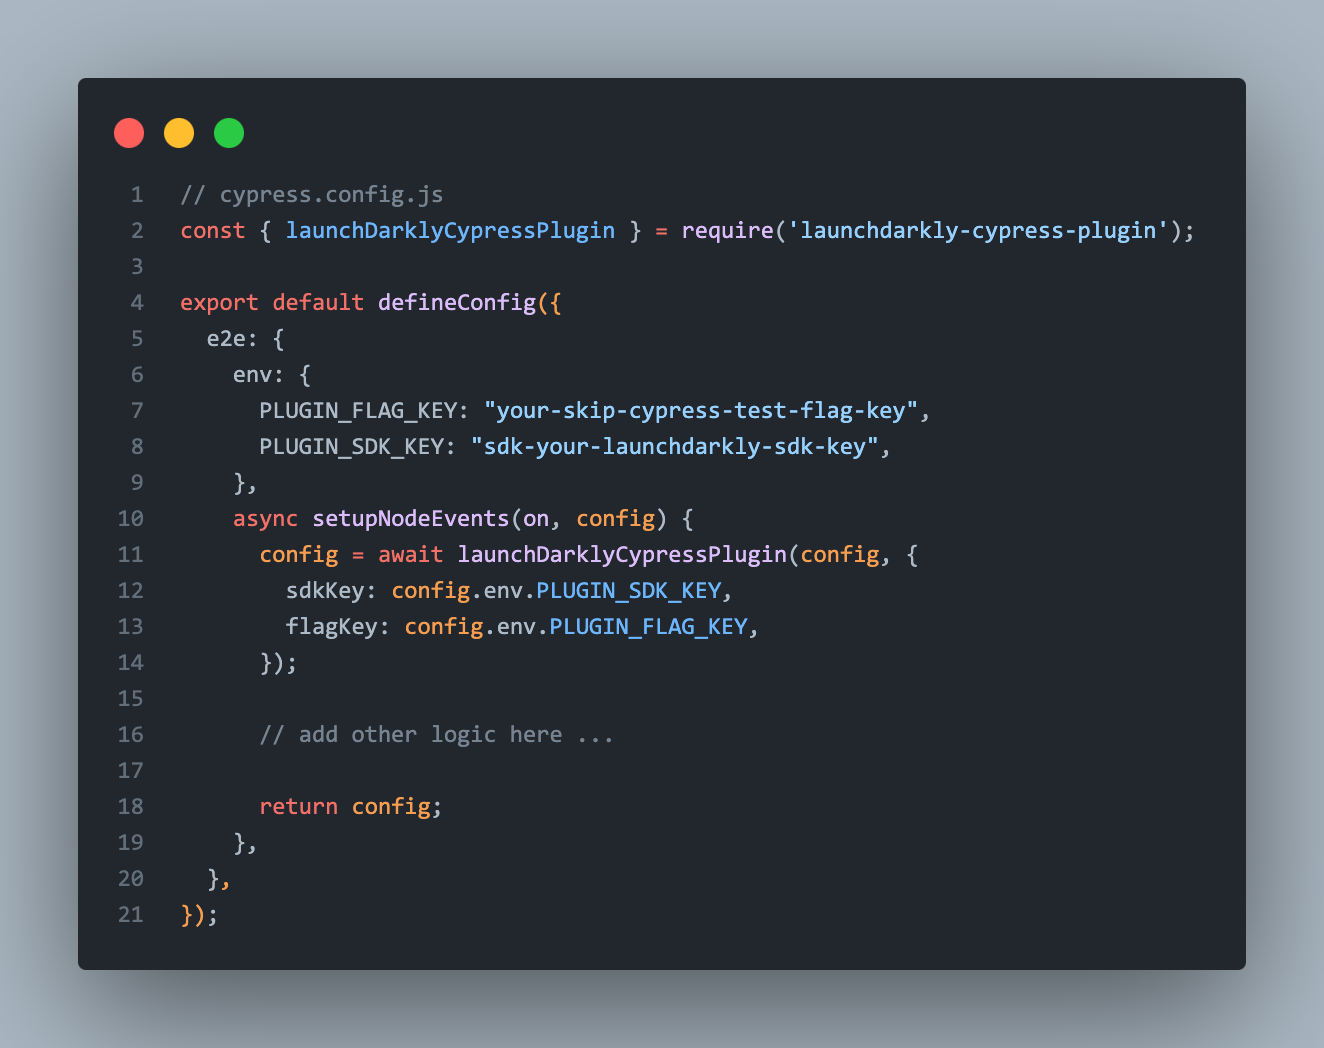 1 // cypress.config.js
2 const { launchDarklyCypressPlugin } = require('launchdarkly-cypress-plugin');
3
4 export default defineConfig({
5   e2e: {
6     env: {
7       PLUGIN_FLAG_KEY: "your-skip-cypress-test-flag-key",
8       PLUGIN_SDK_KEY: "sdk-your-launchdarkly-sdk-key",
9     },
10     async setupNodeEvents(on, config) {
11       config = await launchDarklyCypressPlugin(config, {
12         sdkKey: config.env.PLUGIN_SDK_KEY,
13         flagKey: config.env.PLUGIN_FLAG_KEY,
14       });
15
16       // add other logic here ...
17
18       return config;
19     },
20   },
21 });